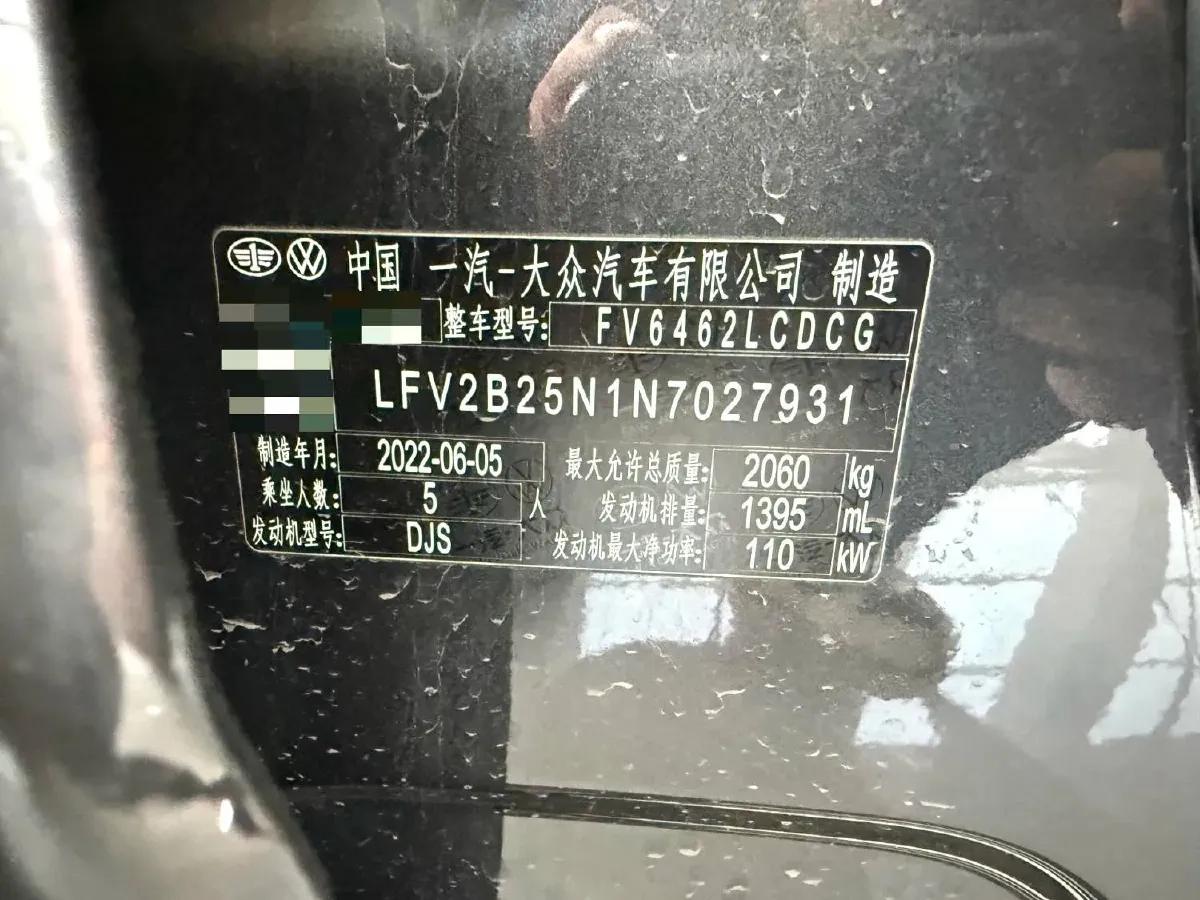 中国 一汽-大众汽车有限公司 制造
整车型号: FV6462LCDCG
LFV2B25N1N7027931
制造年月: 2022-06-05 最大允许总质量: 2060 kg
乘坐人数: 5 人 发动机排量: 1395 mL
发动机型号: DJS 发动机最大净功率: 110 kW